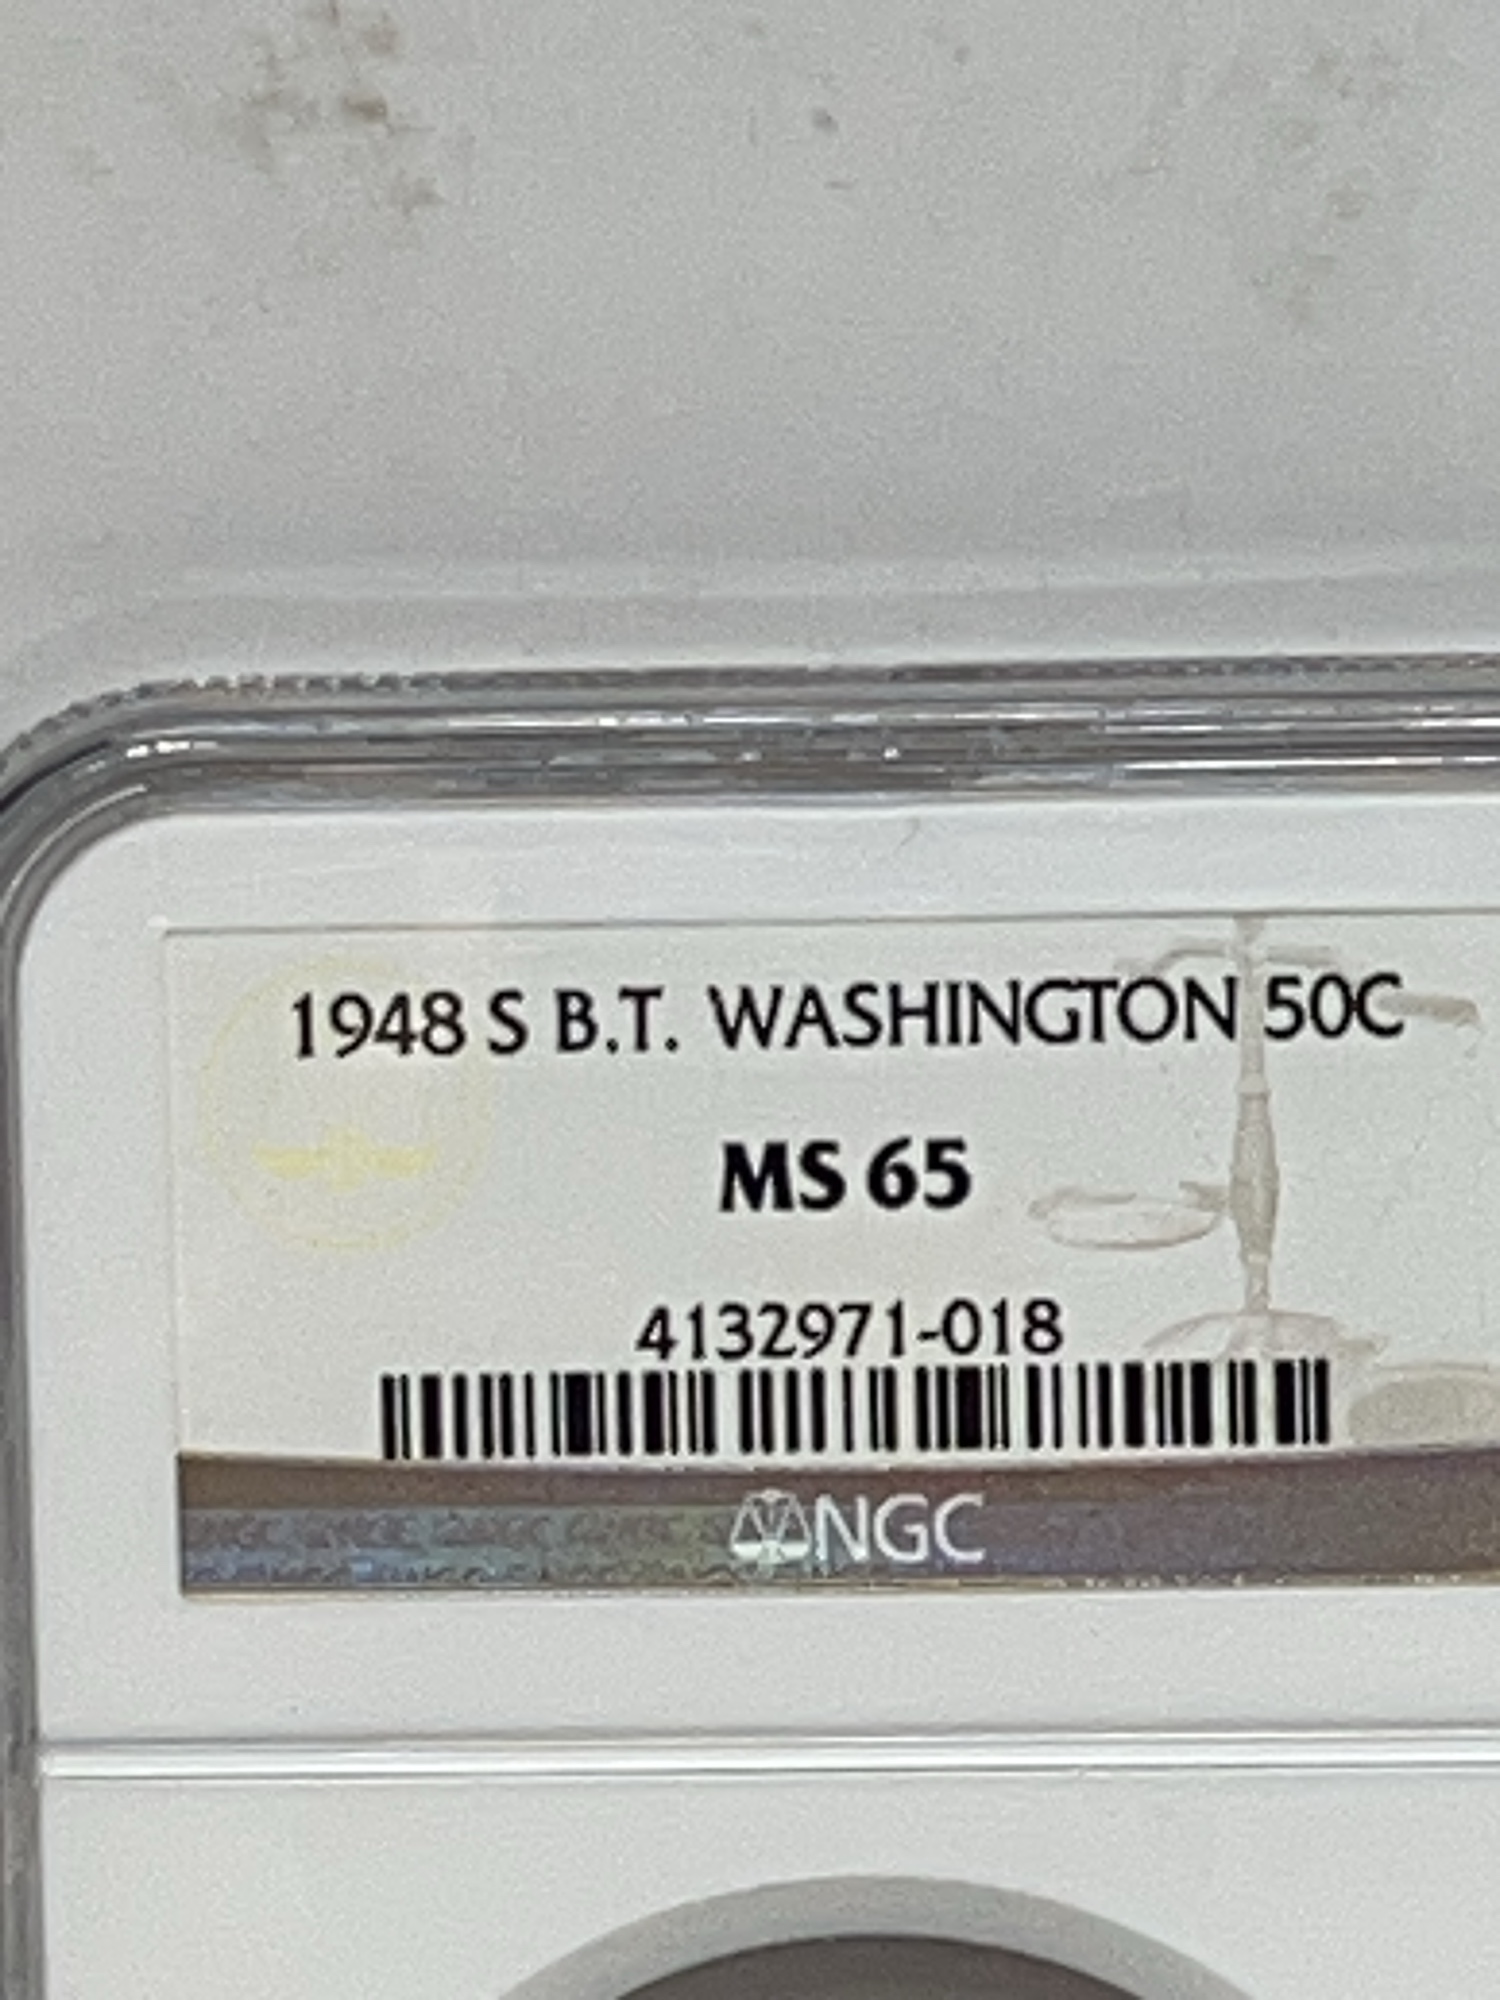 1948 S B.T. WASHINGTON 50C
MS 65
4132971-018
NGC